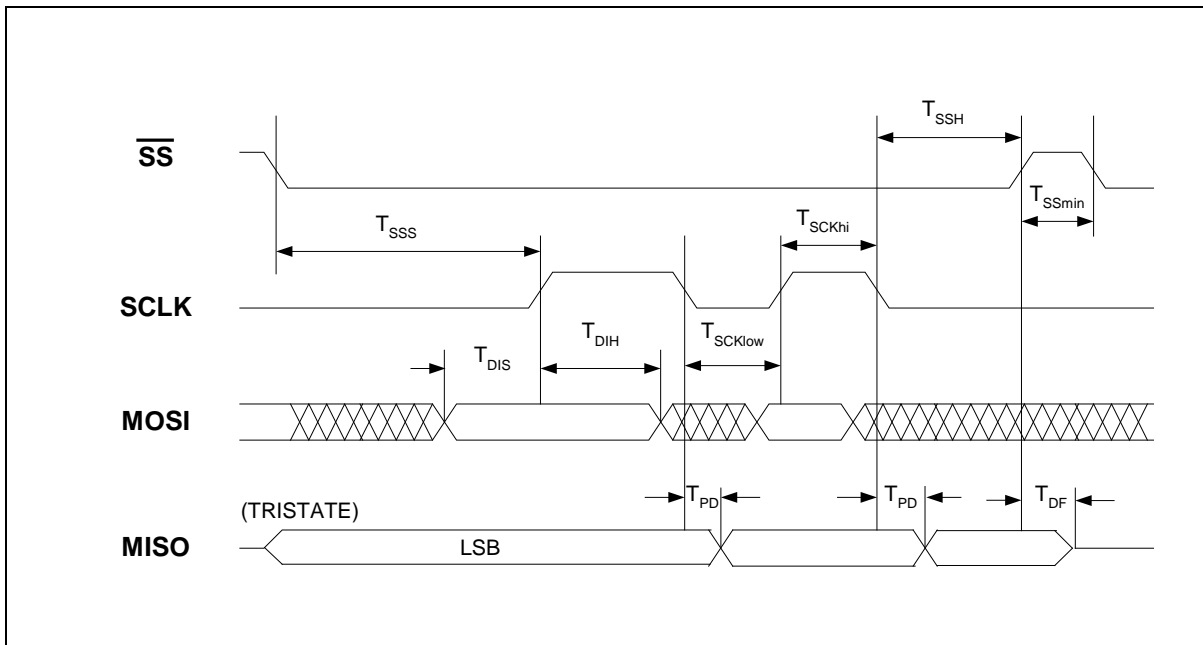 T_SSH
SS
T_SSmin
T_SCKhi
T_SSS
SCLK
T_SCKlow
T_DIH
T_DIS
MOSI
T_PD
T_PD
T_DF
(TRISTATE)
MISO
LSB